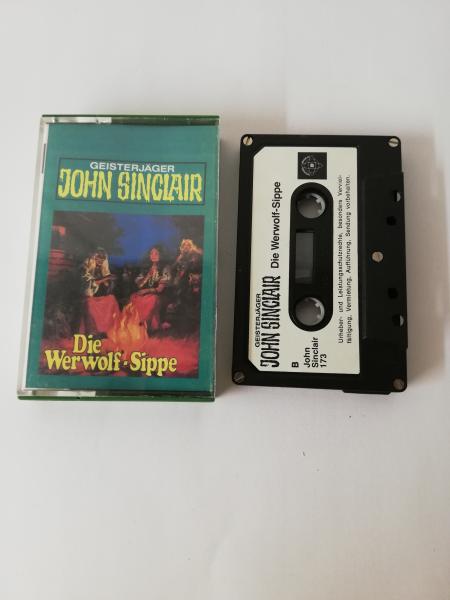 GEISTERJÄGER
JOHN SINCLAIR
Die
Werwolf-Sippe
GEISTERJÄGER
JOHN SINCLAIR Die Werwolf-Sippe
B
John
Sinclair
173
Urheber- und Leistungsschutzrechte, besonders Verviel-
fältigung, Vermietung, Aufführung, Sendung vorbehalten.